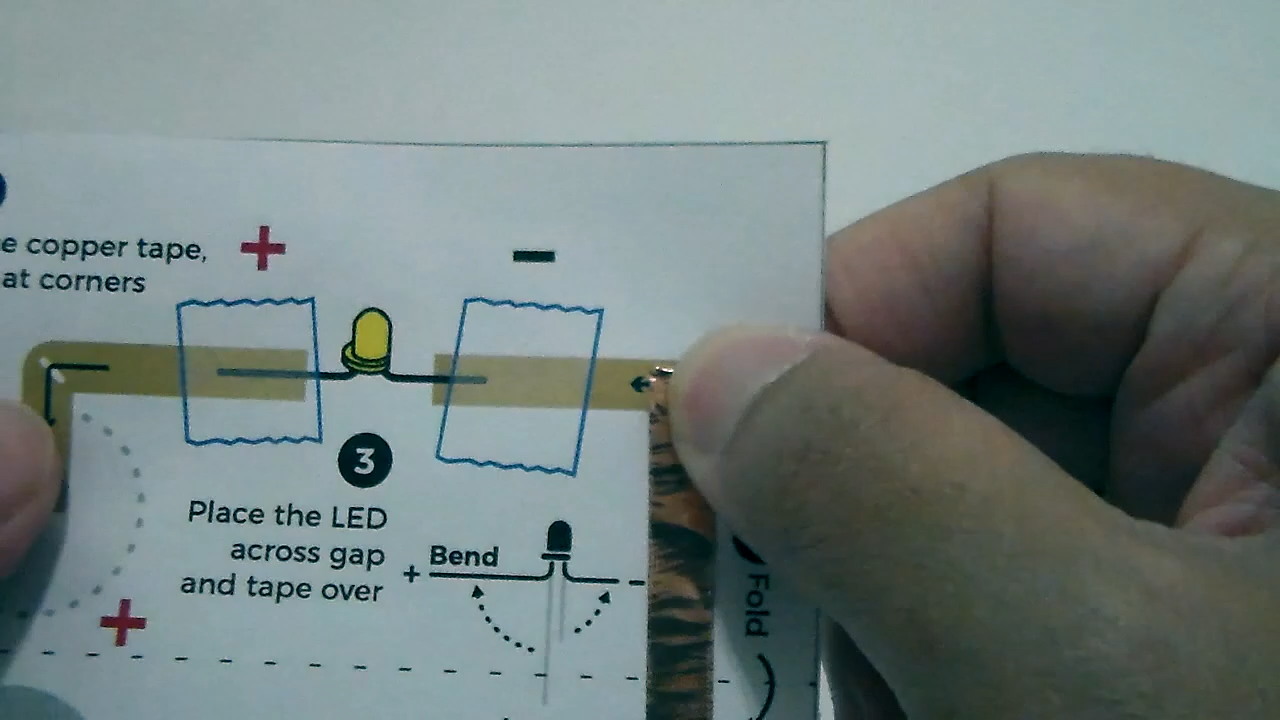 e copper tape,
at corners
+
-
3
Place the LED
across gap
and tape over
+ Bend -
Fold
+